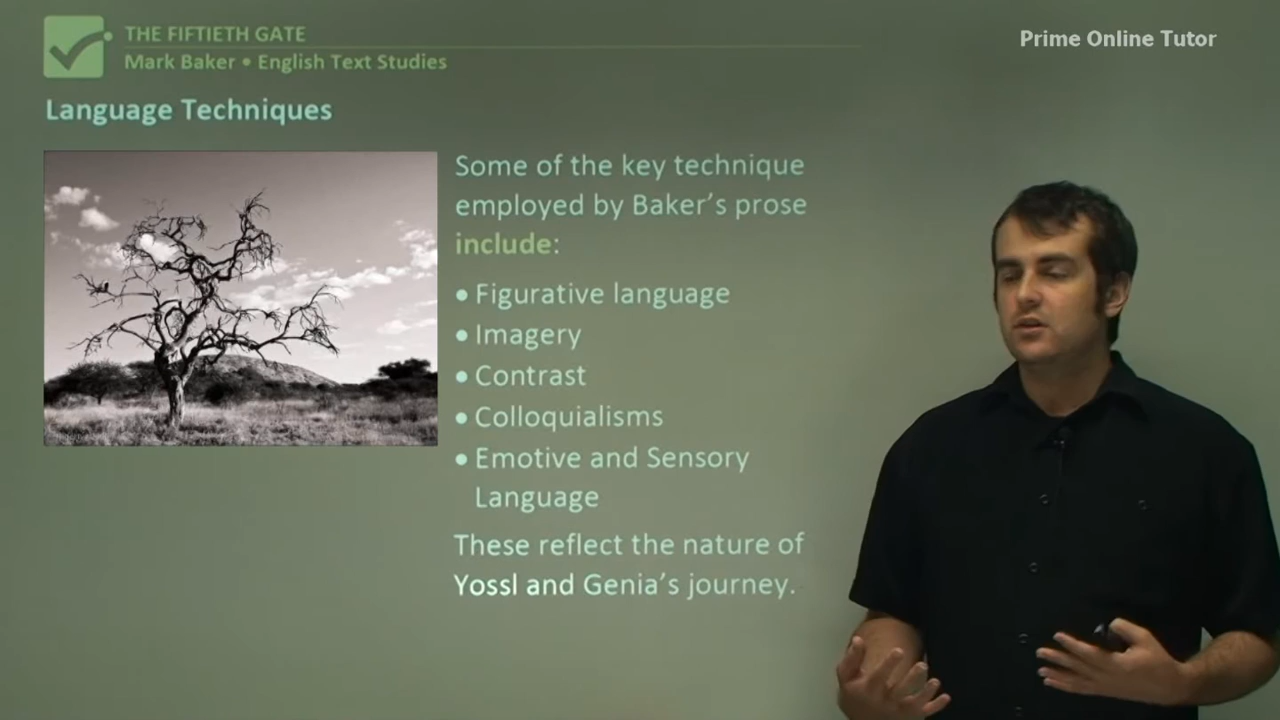 THE FIFTIETH GATE
Mark Baker • English Text Studies
Prime Online Tutor
Language Techniques
Some of the key technique
employed by Baker's prose
include:
• Figurative language
• Imagery
• Contrast
• Colloquialisms
• Emotive and Sensory
Language
These reflect the nature of
Yossl and Genia's journey.